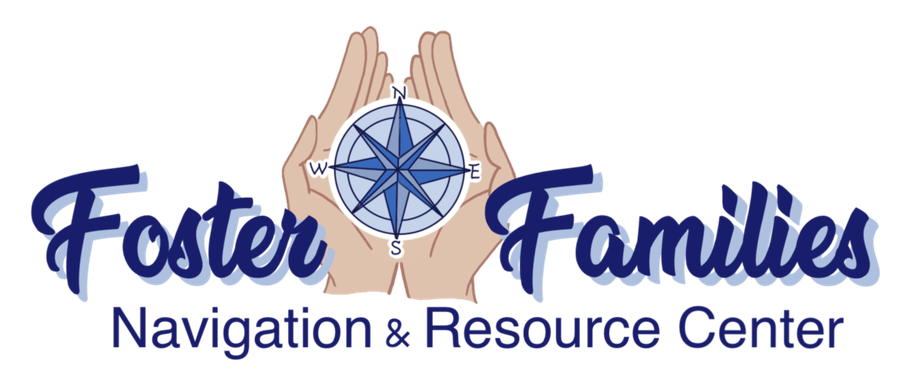 N
W E
S
Foster Families
Navigation & Resource Center